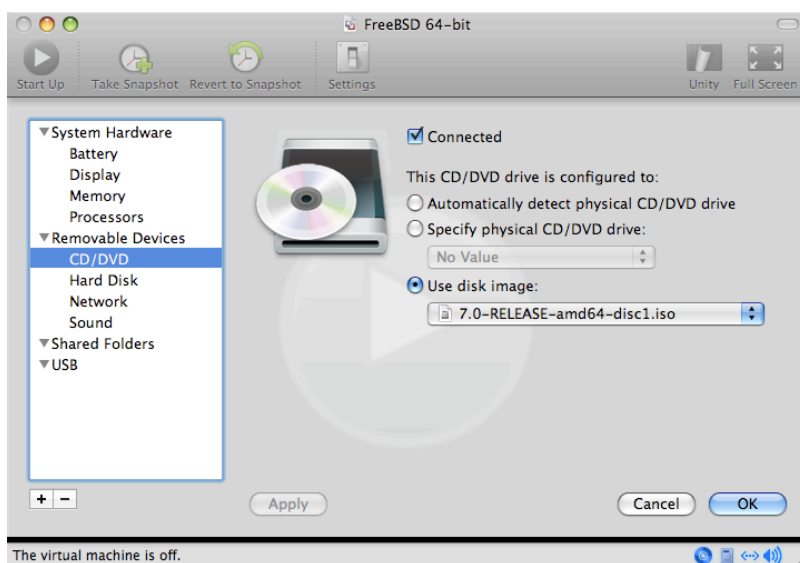 FreeBSD 64-bit
Start Up Take Snapshot Revert to Snapshot Settings Unity Full Screen
System Hardware
Battery
Display
Memory
Processors
Removable Devices
CD/DVD
Hard Disk
Network
Sound
Shared Folders
USB
Connected
This CD/DVD drive is configured to:
Automatically detect physical CD/DVD drive
Specify physical CD/DVD drive:
No Value
Use disk image:
7.0-RELEASE-amd64-disc1.iso
+ −
Apply Cancel OK
The virtual machine is off.